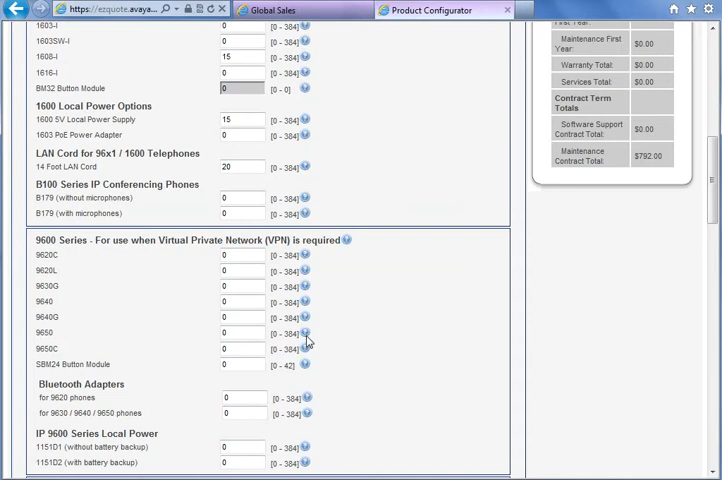 https://ezquote.avaya...
Global Sales
Product Configurator
1603-I 0 [0 - 384]
1603SW-I 0 [0 - 384]
1608-I 15 [0 - 384]
1616-I 0 [0 - 384]
BM32 Button Module 0 [0 - 0]
1600 Local Power Options
1600 5V Local Power Supply 15 [0 - 384]
1603 PoE Power Adapter 0 [0 - 384]
LAN Cord for 96x1 / 1600 Telephones
14 Foot LAN Cord 20 [0 - 384]
B100 Series IP Conferencing Phones
B179 (without microphones) 0 [0 - 384]
B179 (with microphones) 0 [0 - 384]
9600 Series - For use when Virtual Private Network (VPN) is required
9620C 0 [0 - 384]
9620L 0 [0 - 384]
9630G 0 [0 - 384]
9640 0 [0 - 384]
9640G 0 [0 - 384]
9650 0 [0 - 384]
9650C 0 [0 - 384]
SBM24 Button Module 0 [0 - 42]
Bluetooth Adapters
for 9620 phones 0 [0 - 384]
for 9630 / 9640 / 9650 phones 0 [0 - 384]
IP 9600 Series Local Power
1151D1 (without battery backup) 0 [0 - 384]
1151D2 (with battery backup) 0 [0 - 384]
First Year: $0.00
Maintenance First
Year: $0.00
Warranty Total: $0.00
Services Total: $0.00
Contract Term
Totals
Software Support
Contract Total: $0.00
Maintenance
Contract Total: $792.00